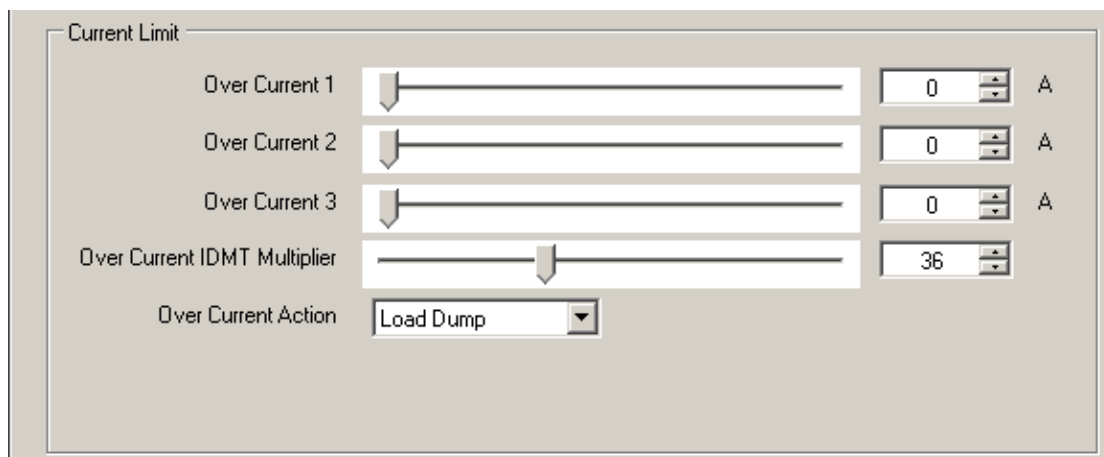 Current Limit
Over Current 1 0 A
Over Current 2 0 A
Over Current 3 0 A
Over Current IDMT Multiplier 36
Over Current Action Load Dump